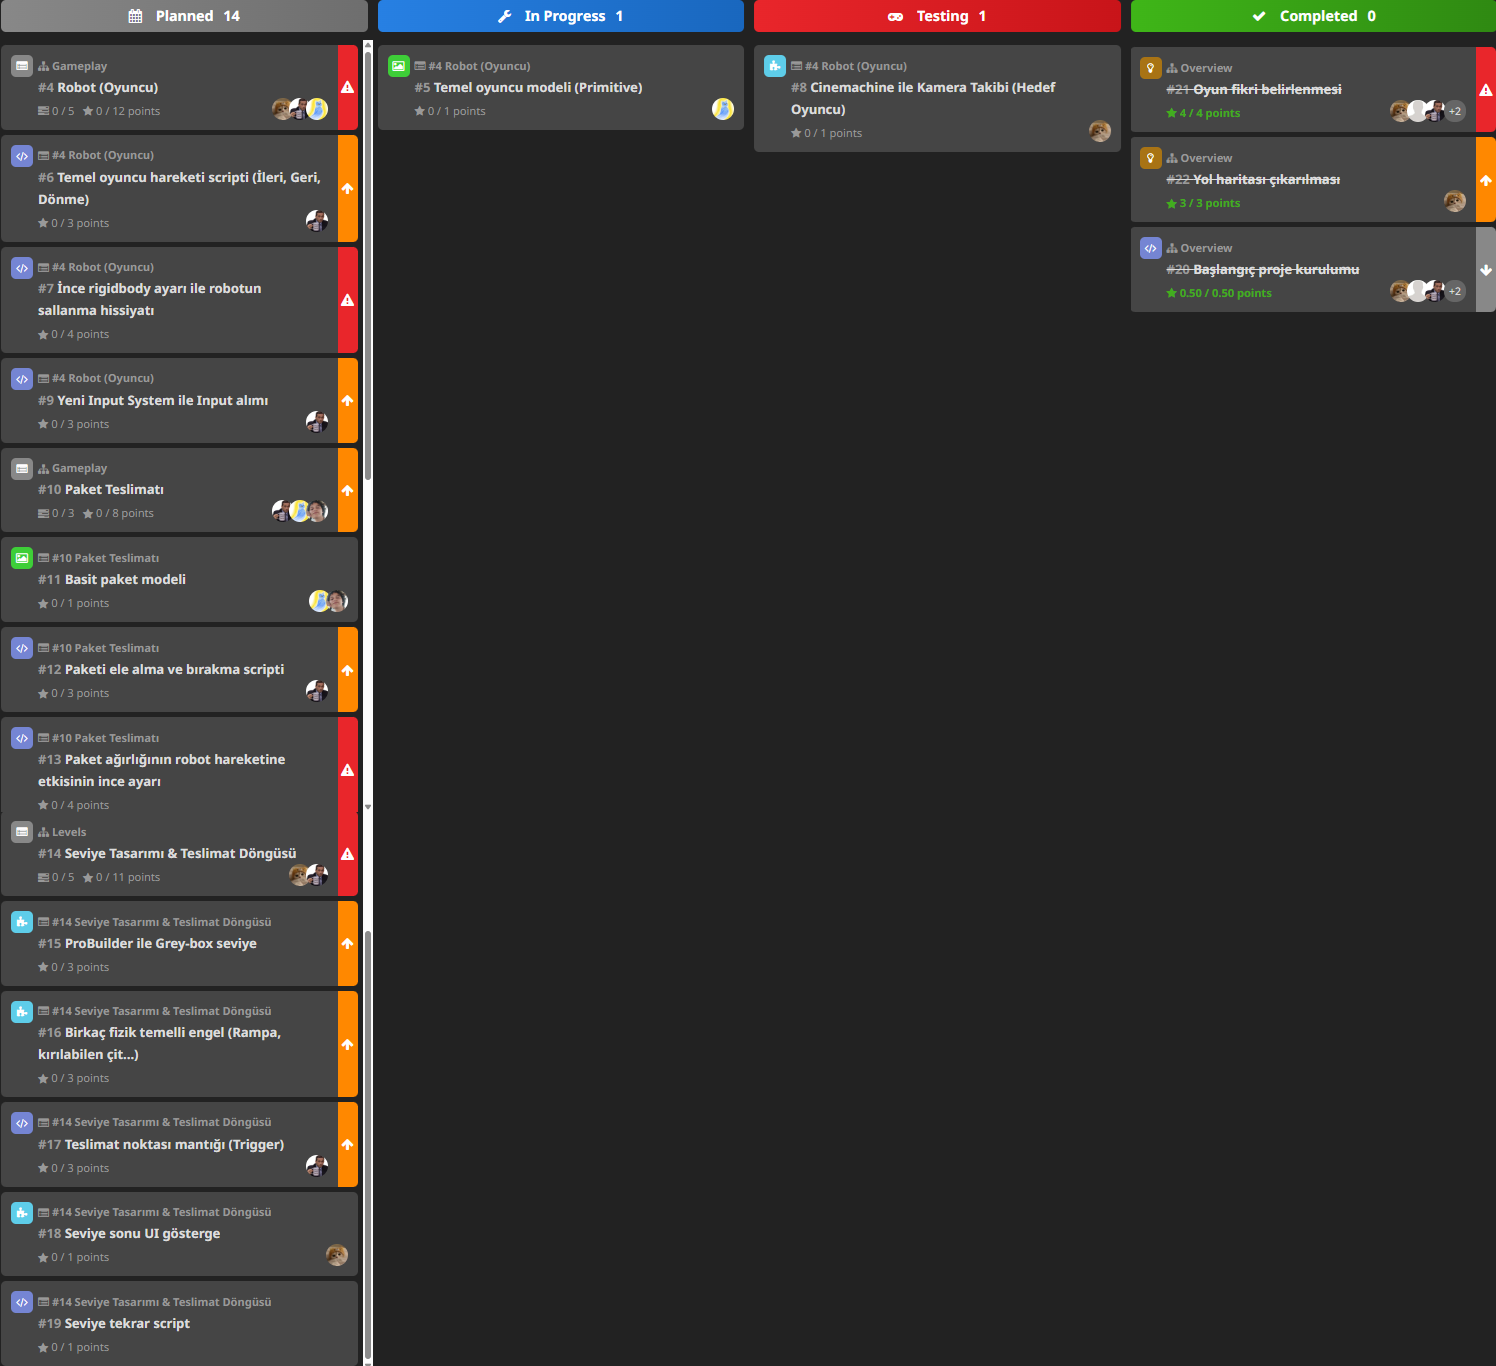 Planned 14
#4 Robot (Oyuncu)
Gameplay
0 / 5 0 / 12 points
#4 Robot (Oyuncu)
#6 Temel oyuncu hareketi scripti (İleri, Geri,
Dönme)
0 / 3 points
#4 Robot (Oyuncu)
#7 İnce rigidbody ayarı ile robotun
sallanma hissiyatı
0 / 4 points
#4 Robot (Oyuncu)
#9 Yeni Input System ile Input alımı
0 / 3 points
Gameplay
#10 Paket Teslimatı
0 / 3 0 / 8 points
#10 Paket Teslimatı
#11 Basit paket modeli
0 / 1 points
#10 Paket Teslimatı
#12 Paketi ele alma ve bırakma scripti
0 / 3 points
#10 Paket Teslimatı
#13 Paket ağırlığının robot hareketine
etkisinin ince ayarı
0 / 4 points
Levels
#14 Seviye Tasarımı & Teslimat Döngüsü
0 / 5 0 / 11 points
#14 Seviye Tasarımı & Teslimat Döngüsü
#15 ProBuilder ile Grey-box seviye
0 / 3 points
#14 Seviye Tasarımı & Teslimat Döngüsü
#16 Birkaç fizik temelli engel (Rampa,
kırılabilen çit...)
0 / 3 points
#14 Seviye Tasarımı & Teslimat Döngüsü
#17 Teslimat noktası mantığı (Trigger)
0 / 3 points
#14 Seviye Tasarımı & Teslimat Döngüsü
#18 Seviye sonu UI gösterge
0 / 1 points
#14 Seviye Tasarımı & Teslimat Döngüsü
#19 Seviye tekrar script
0 / 1 points
In Progress 1
#4 Robot (Oyuncu)
#5 Temel oyuncu modeli (Primitive)
0 / 1 points
Testing 1
#4 Robot (Oyuncu)
#8 Cinemachine ile Kamera Takibi (Hedef
Oyuncu)
0 / 1 points
Completed 0
Overview
#21 Oyun fikri belirlenmesi
4 / 4 points
+2
Overview
#22 Yol haritası çıkarılması
3 / 3 points
Overview
#20 Başlangıç proje kurulumu
0.50 / 0.50 points
+2